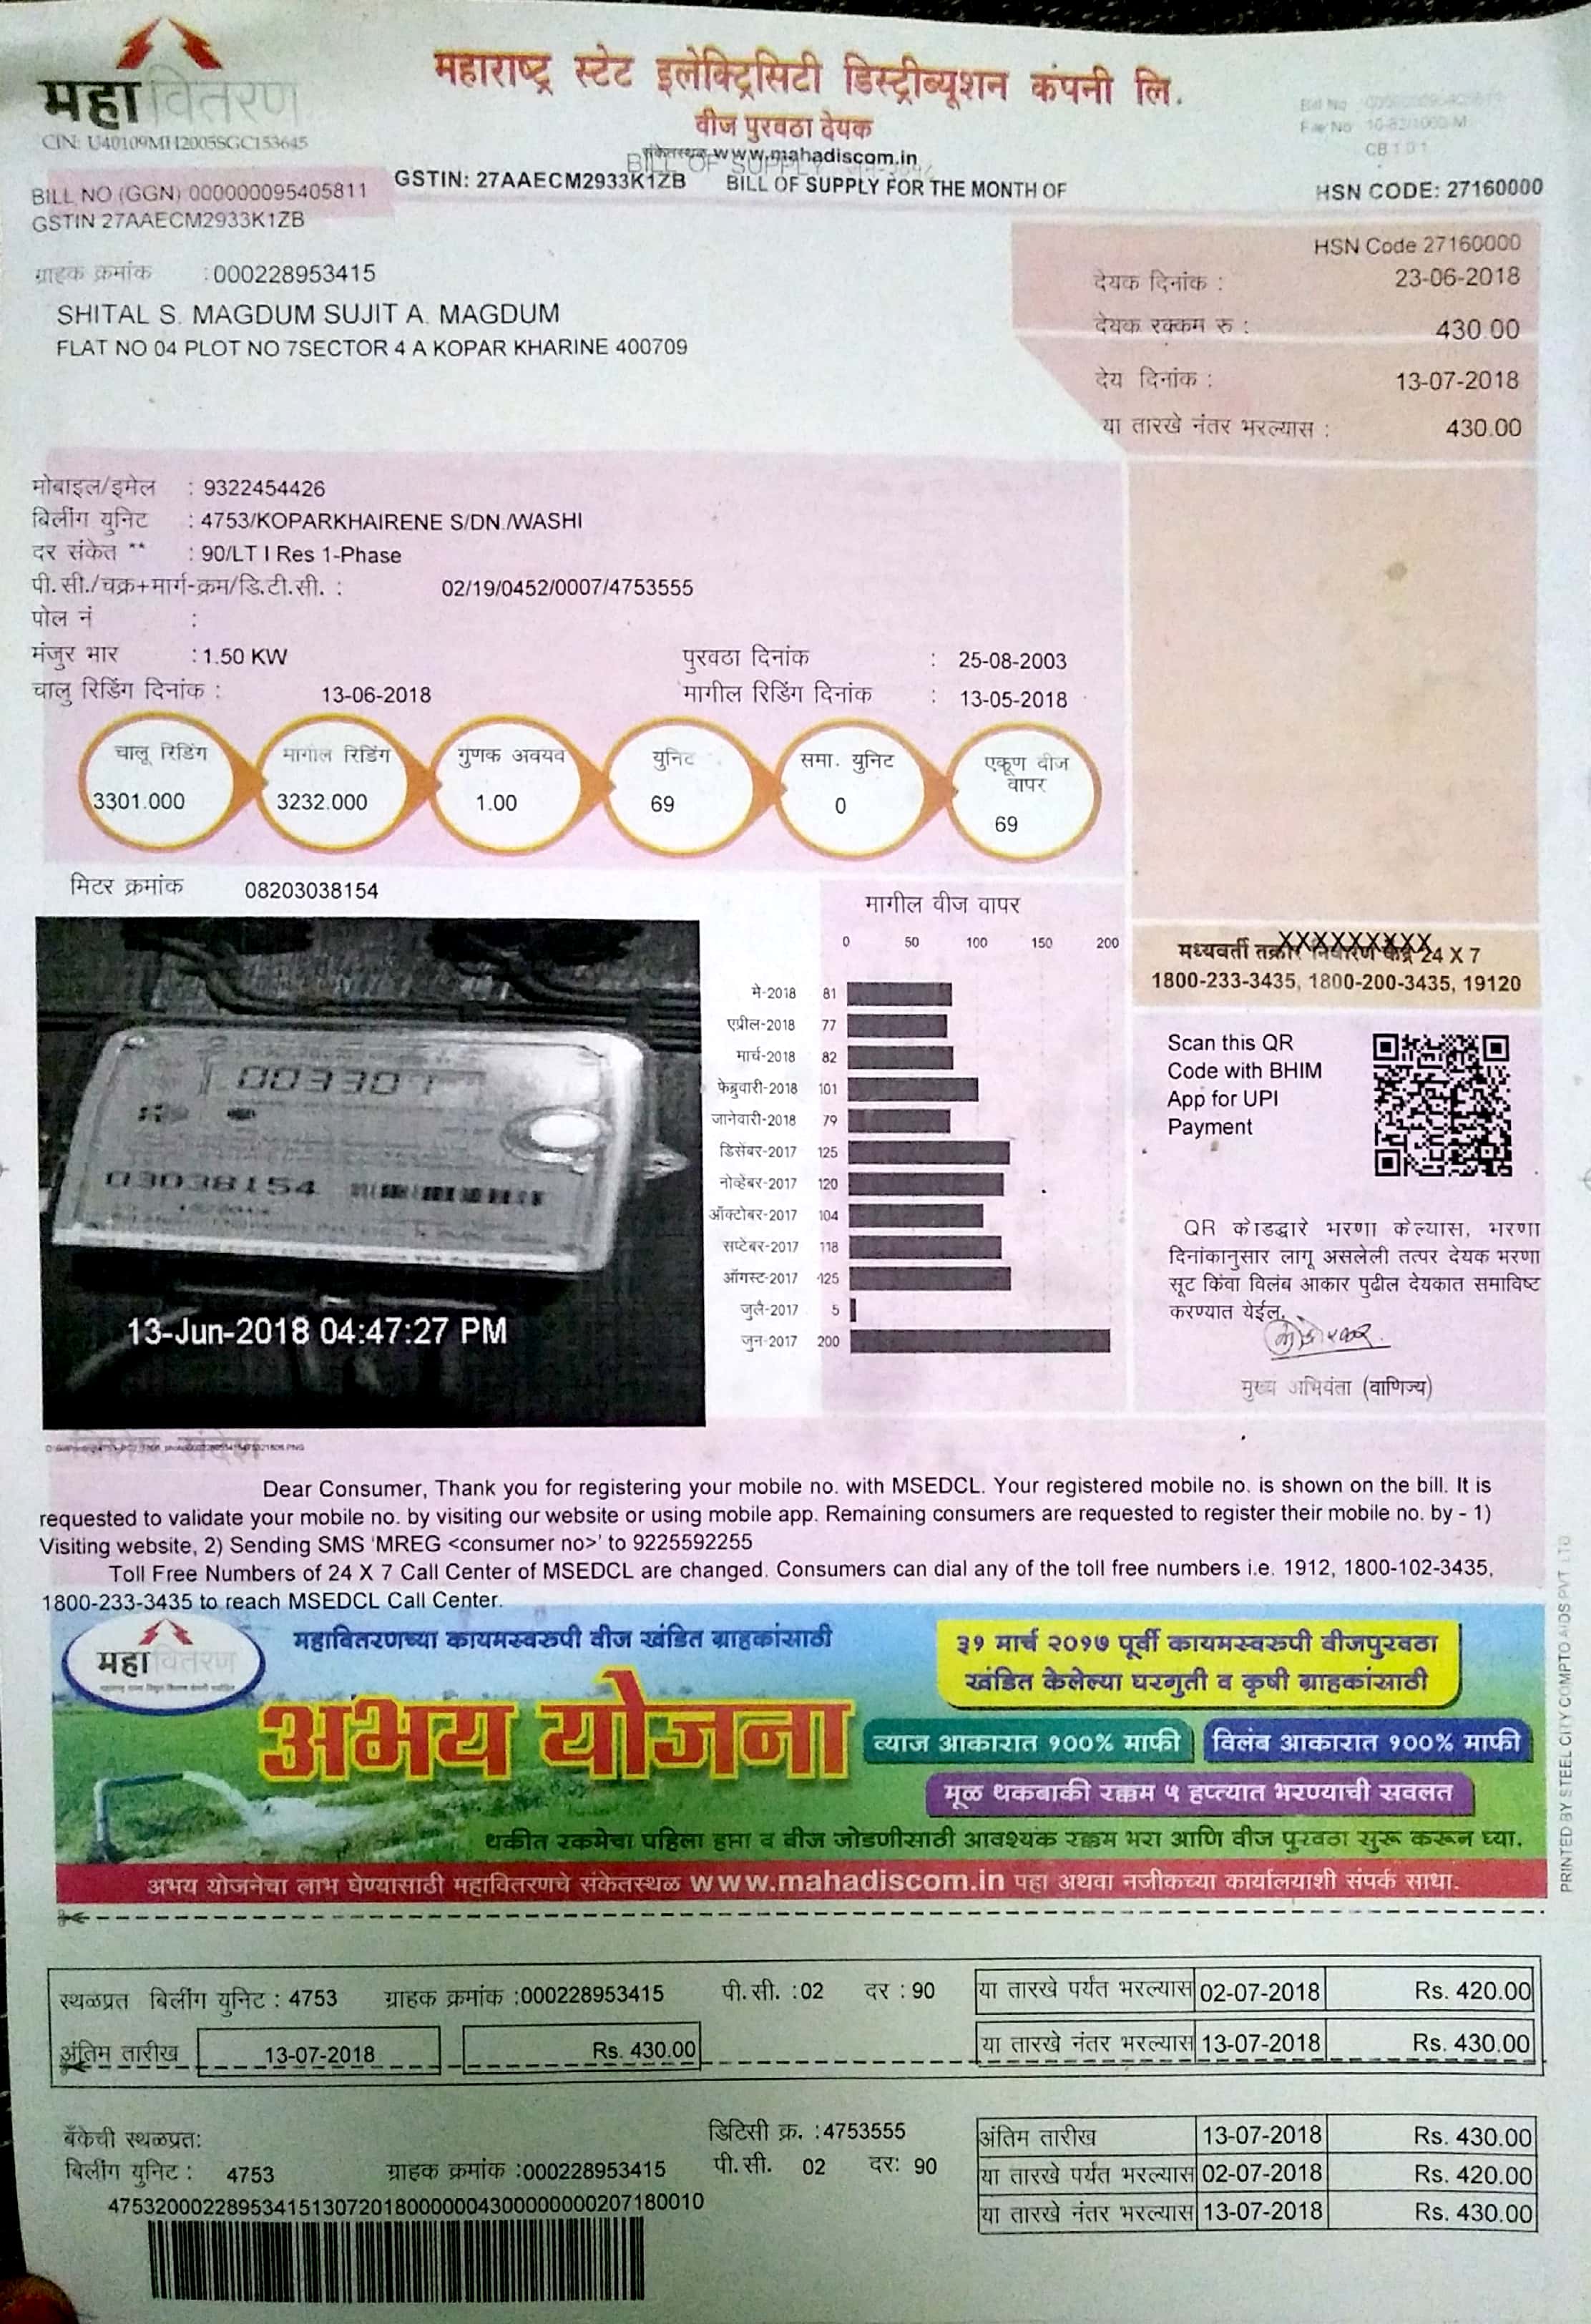 महावितरण
CIN: U40109MH2005SGC153645
महाराष्ट्र स्टेट इलेक्ट्रिसिटी डिस्ट्रीब्यूशन कंपनी लि.
वीज पुरवठा देयक
संकेतस्थळ www.mahadiscom.in
BILL OF SUPPLY
Bill No
File No
CB 1 0 1
GSTIN: 27AAECM2933K1ZB BILL OF SUPPLY FOR THE MONTH OF
HSN CODE: 27160000
BILL NO (GGN) 000000095405811
GSTIN 27AAECM2933K1ZB
HSN Code 27160000
ग्राहक क्रमांक :000228953415
SHITAL S. MAGDUM SUJIT A. MAGDUM
FLAT NO 04 PLOT NO 7SECTOR 4 A KOPAR KHARINE 400709
देयक दिनांक : 23-06-2018
देयक रक्कम रु : 430.00
देय दिनांक : 13-07-2018
या तारखे नंतर भरल्यास : 430.00
मोबाइल/इमेल : 9322454426
बिलींग युनिट : 4753/KOPARKHAIRENE S/DN./WASHI
दर संकेत ** : 90/LT I Res 1-Phase
पी.सी./चक्र+मार्ग-क्रम/डि.टी.सी. : 02/19/0452/0007/4753555
पोल नं :
मंजुर भार : 1.50 KW पुरवठा दिनांक : 25-08-2003
चालु रिडिंग दिनांक : 13-06-2018 मागील रिडिंग दिनांक : 13-05-2018
चालू रिडिंग मागील रिडिंग गुणक अवयव युनिट समा. युनिट एकूण वीज वापर
3301.000 3232.000 1.00 69 0 69
मिटर क्रमांक 08203038154
003301
03038154
13-Jun-2018 04:47:27 PM
मागील वीज वापर
0 50 100 150 200
मे-2018 81
एप्रील-2018 77
मार्च-2018 82
फेब्रुवारी-2018 101
जानेवारी-2018 79
डिसेंबर-2017 125
नोव्हेंबर-2017 120
ऑक्टोबर-2017 104
सप्टेंबर-2017 118
ऑगस्ट-2017 125
जुलै-2017 5
जुन-2017 200
मध्यवर्ती तक्रार निवारण केंद्र 24 X 7
XXXXXXXXX
1800-233-3435, 1800-200-3435, 19120
Scan this QR
Code with BHIM
App for UPI
Payment
QR कोडद्वारे भरणा केल्यास, भरणा
दिनांकानुसार लागू असलेली तत्पर देयक भरणा
सूट किंवा विलंब आकार पुढील देयकात समाविष्ट
करण्यात येईल.
मुख्य अभियंता (वाणिज्य)
विशेष संदेश
Dear Consumer, Thank you for registering your mobile no. with MSEDCL. Your registered mobile no. is shown on the bill. It is
requested to validate your mobile no. by visiting our website or using mobile app. Remaining consumers are requested to register their mobile no. by - 1)
Visiting website, 2) Sending SMS 'MREG <consumer no>' to 9225592255
Toll Free Numbers of 24 X 7 Call Center of MSEDCL are changed. Consumers can dial any of the toll free numbers i.e. 1912, 1800-102-3435,
1800-233-3435 to reach MSEDCL Call Center.
महावितरण
महावितरणच्या कायमस्वरुपी वीज खंडित ग्राहकांसाठी
अभय योजना
३१ मार्च २०१७ पूर्वी कायमस्वरुपी वीजपुरवठा
खंडित केलेल्या घरगुती व कृषी ग्राहकांसाठी
व्याज आकारात १००% माफी
विलंब आकारात १००% माफी
मूळ थकबाकी रक्कम ५ हप्त्यात भरण्याची सवलत
थकीत रकमेचा पहिला हप्ता व वीज जोडणीसाठी आवश्यक रक्कम भरा आणि वीज पुरवठा सुरू करून घ्या.
अभय योजनेचा लाभ घेण्यासाठी महावितरणचे संकेतस्थळ www.mahadiscom.in पहा अथवा नजीकच्या कार्यालयाशी संपर्क साधा.
PRINTED BY STEEL CITY COMPTO AIDS PVT. LTD
स्थळप्रत बिलींग युनिट : 4753 ग्राहक क्रमांक :000228953415 पी.सी. :02 दर : 90
या तारखे पर्यंत भरल्यास 02-07-2018 Rs. 420.00
अंतिम तारीख 13-07-2018 Rs. 430.00
या तारखे नंतर भरल्यास 13-07-2018 Rs. 430.00
बँकेची स्थळप्रत:
डिटिसी क्र. :4753555
बिलींग युनिट : 4753 ग्राहक क्रमांक :000228953415 पी.सी. 02 दर: 90
अंतिम तारीख 13-07-2018 Rs. 430.00
या तारखे पर्यंत भरल्यास 02-07-2018 Rs. 420.00
या तारखे नंतर भरल्यास 13-07-2018 Rs. 430.00